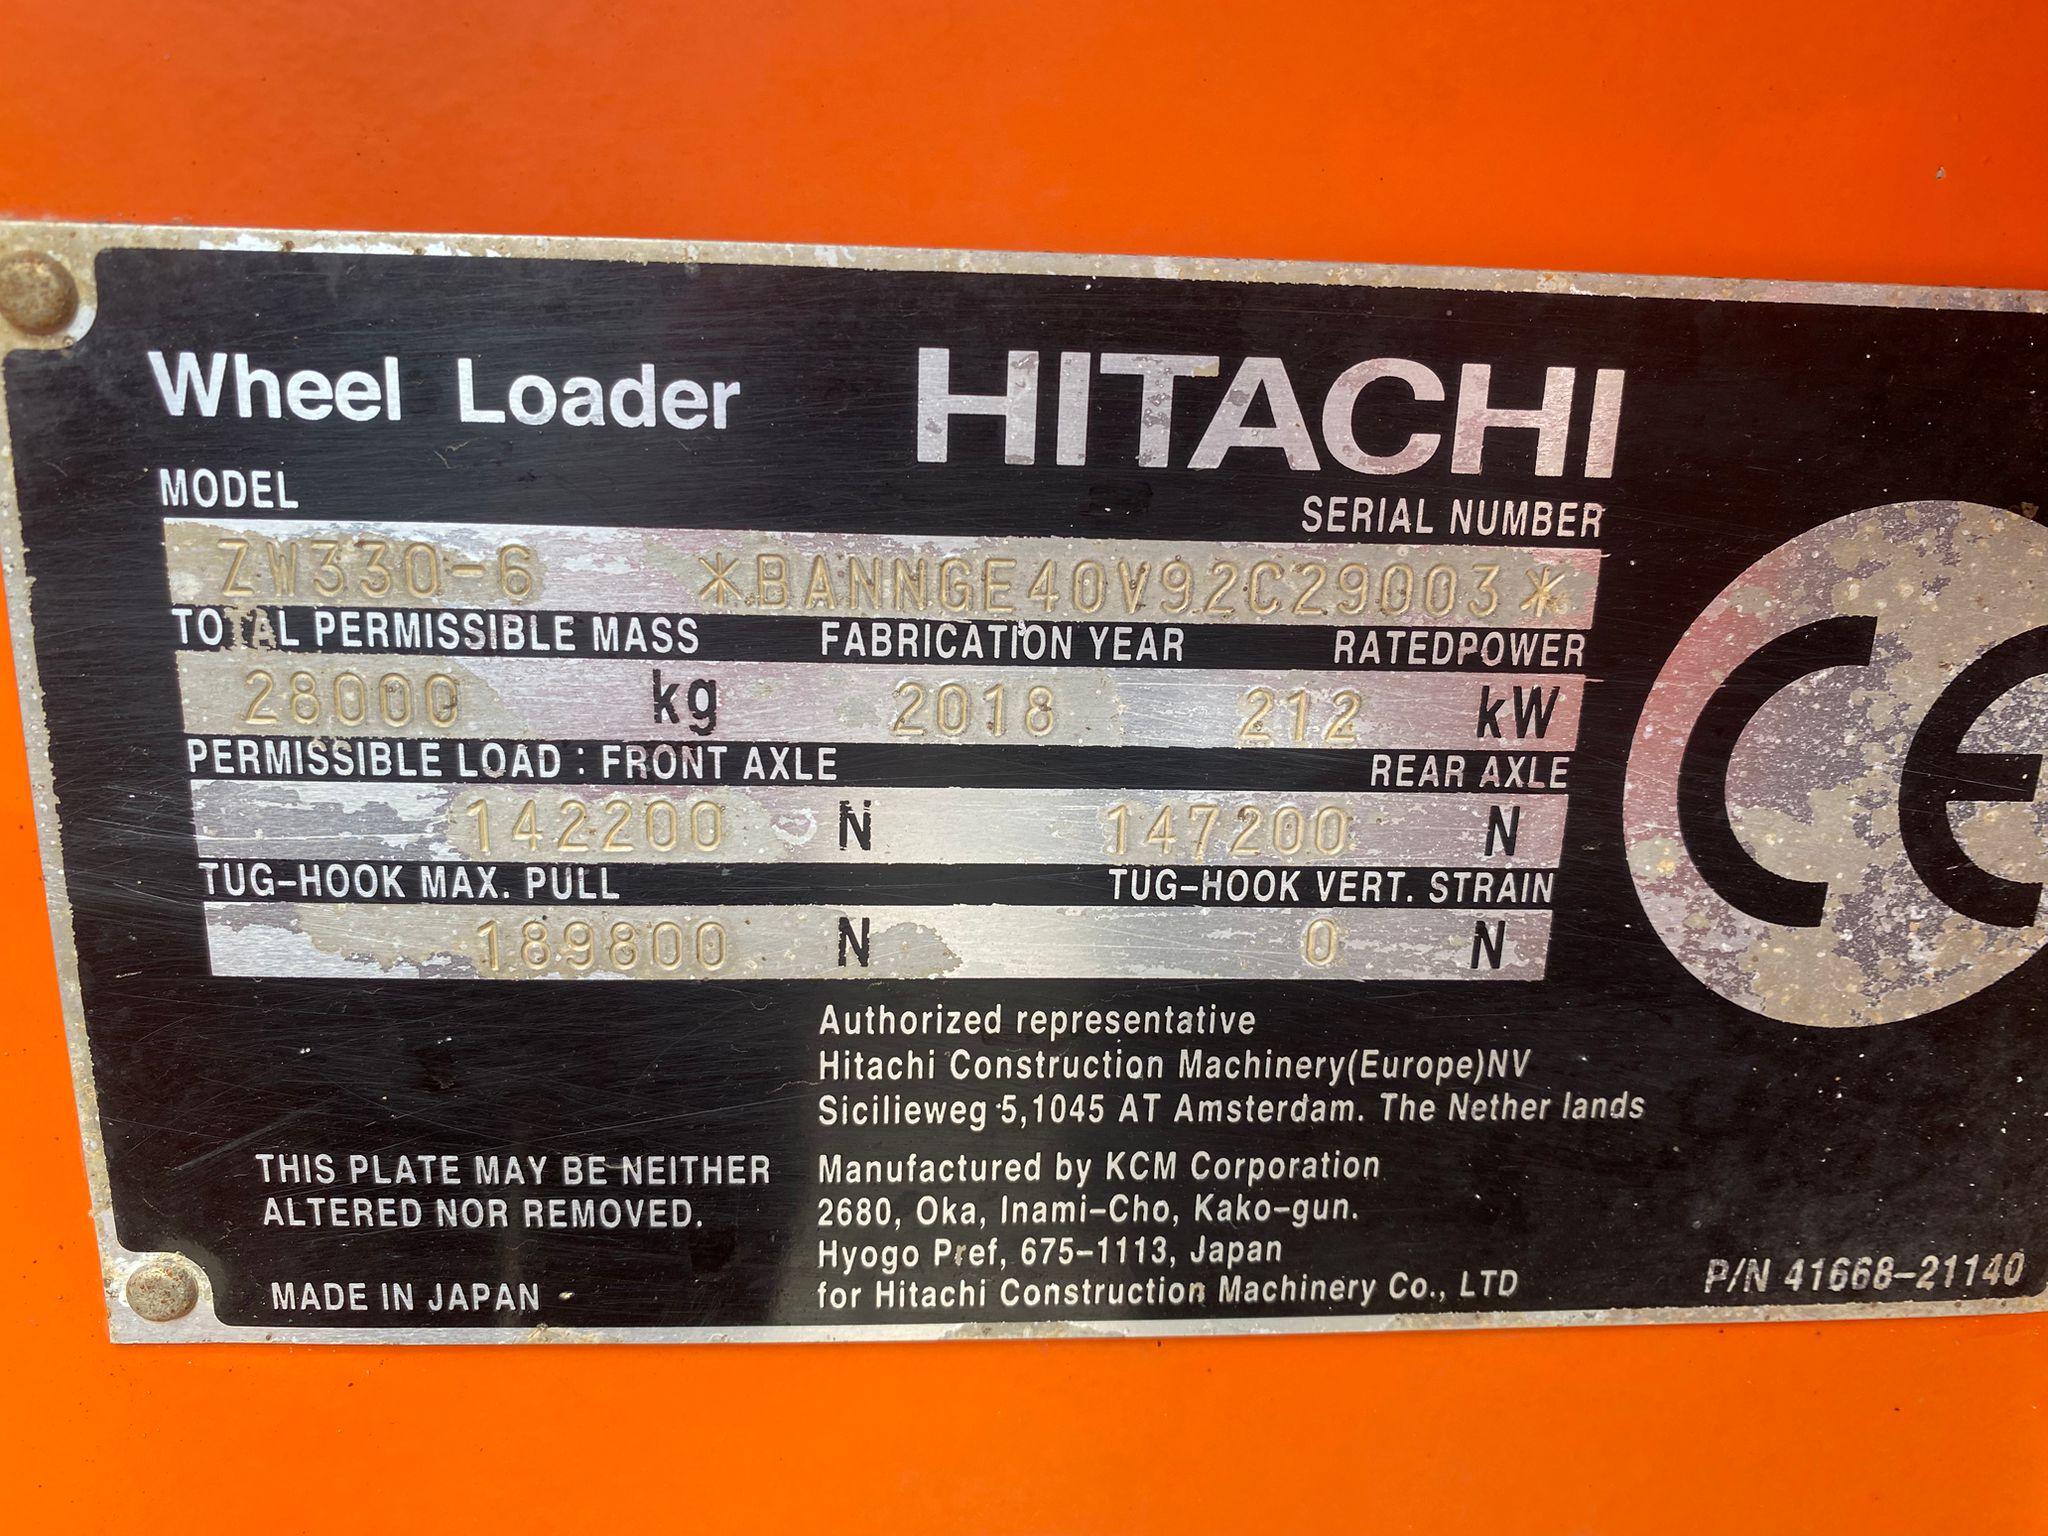 Wheel Loader HITACHI
MODEL SERIAL NUMBER
ZW330-6 *BANNGE40V92C29003*
TOTAL PERMISSIBLE MASS FABRICATION YEAR RATEDPOWER
28000 kg 2018 212 kW
PERMISSIBLE LOAD : FRONT AXLE REAR AXLE
142200 N 147200 N
TUG-HOOK MAX. PULL TUG-HOOK VERT. STRAIN
189800 N 0 N
CE
Authorized representative
Hitachi Construction Machinery(Europe)NV
Sicilieweg 5,1045 AT Amsterdam. The Nether lands
THIS PLATE MAY BE NEITHER
ALTERED NOR REMOVED.
MADE IN JAPAN
Manufactured by KCM Corporation
2680, Oka, Inami-Cho, Kako-gun.
Hyogo Pref, 675-1113, Japan
for Hitachi Construction Machinery Co., LTD
P/N 41668-21140